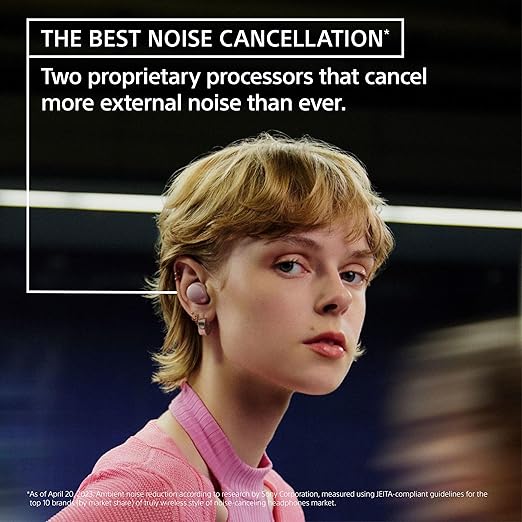 THE BEST NOISE CANCELLATION*
Two proprietary processors that cancel
more external noise than ever.
*As of April 20, 2023. Ambient noise reduction according to research by Sony Corporation, measured using JEITA-compliant guidelines for the
top 10 brands (by market share) of truly wireless style of noise-canceling headphones market.